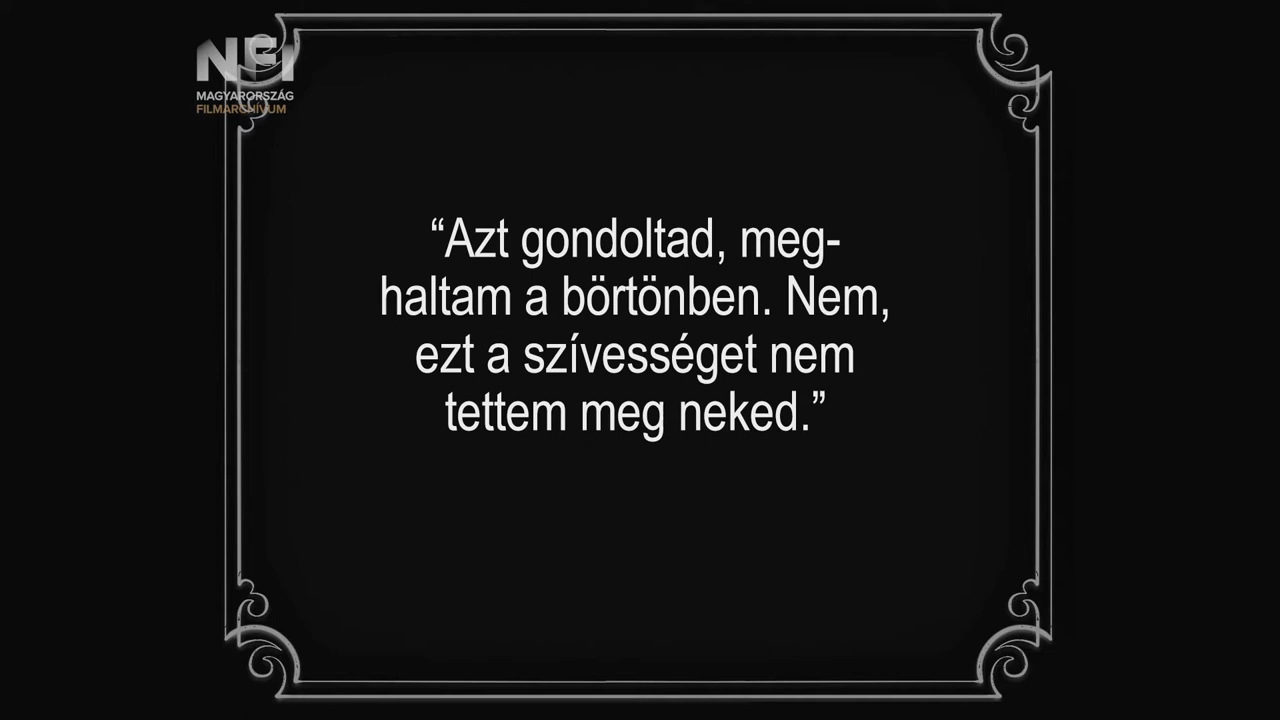 NFI
MAGYARORSZÁG
FILMARCHÍVUM
“Azt gondoltad, meg-
haltam a börtönben. Nem,
ezt a szívességet nem
tettem meg neked.”